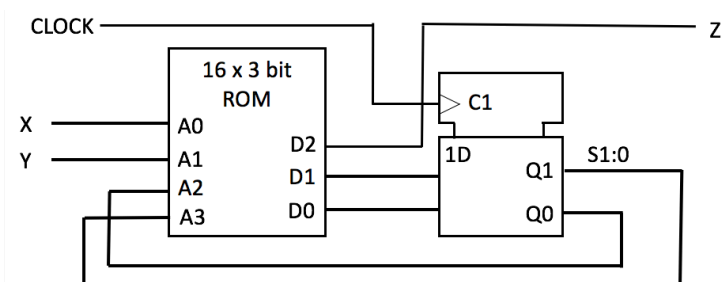 CLOCK
Z
16 x 3 bit
ROM
C1
X
A0
Y
A1
D2
1D
S1:0
A2
D1
Q1
A3
D0
Q0